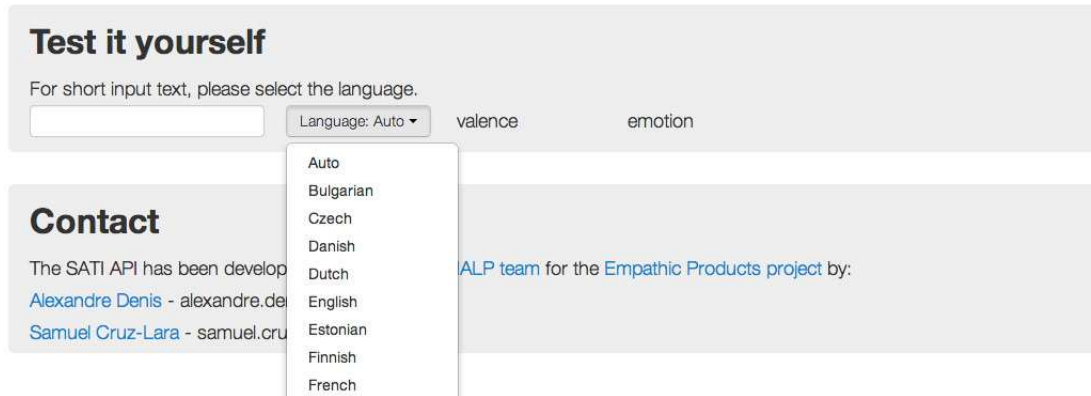 Test it yourself
For short input text, please select the language.
Language: Auto valence emotion
Auto
Bulgarian
Czech
Danish
Dutch
English
Estonian
Finnish
French
Contact
The SATI API has been develop ALP team for the Empathic Products project by:
Alexandre Denis - alexandre.de
Samuel Cruz-Lara - samuel.cru